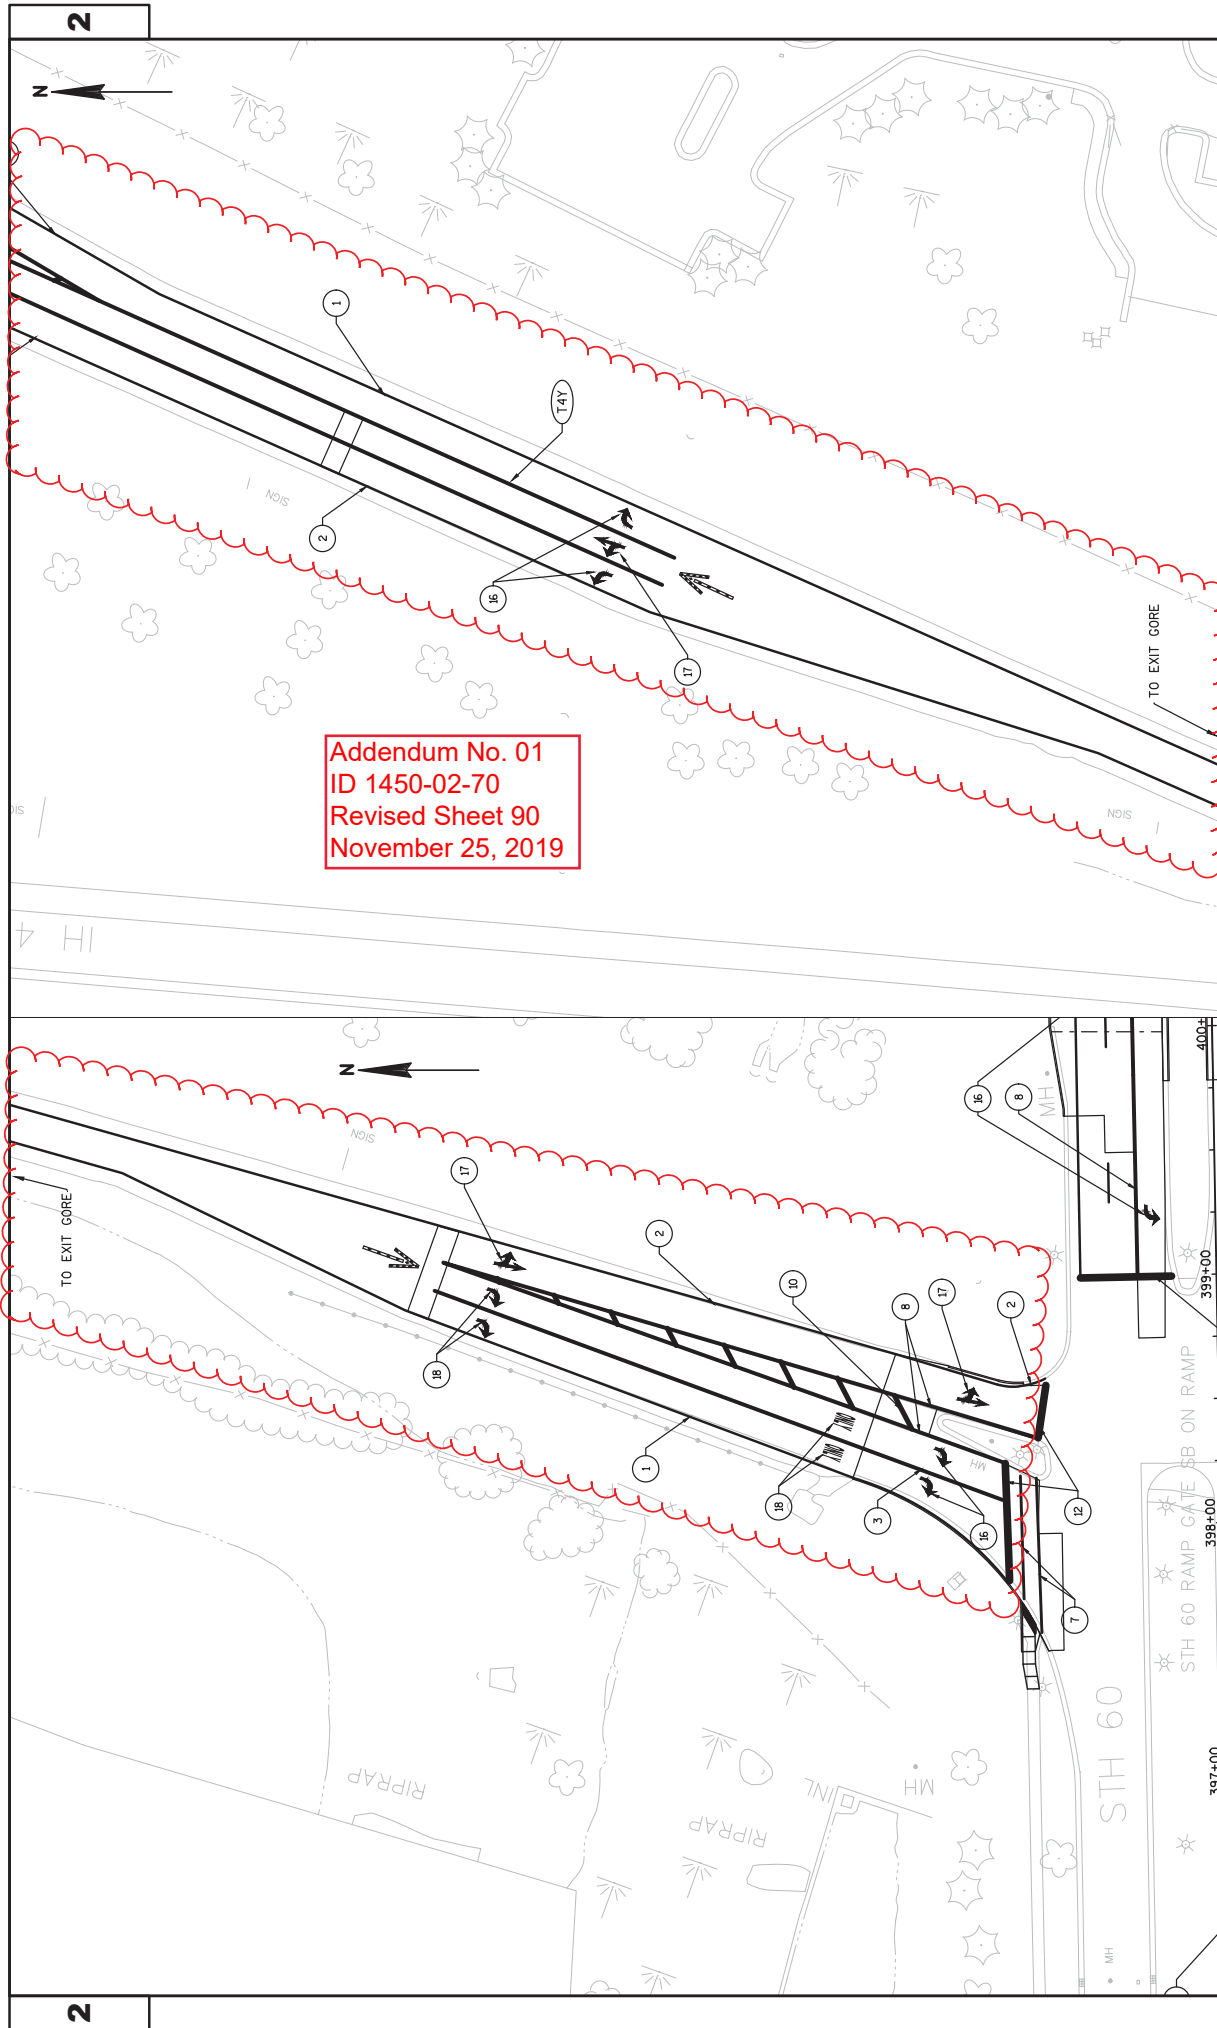 2
N
1
T4Y
SIGN
2
16
17
TO EXIT GORE
Addendum No. 01
ID 1450-02-70
Revised Sheet 90
November 25, 2019
SIGN
IH 4
N
SIGN
TO EXIT GORE
17
2
18
10
8
17
2
16
8
MH
400+
399+00
1
18
3
16
MH
12
7
398+00
STH 60 RAMP GATE SB ON RAMP
STH 60
397+00
RIPRAP
RIPRAP
INL
MH
MH
2